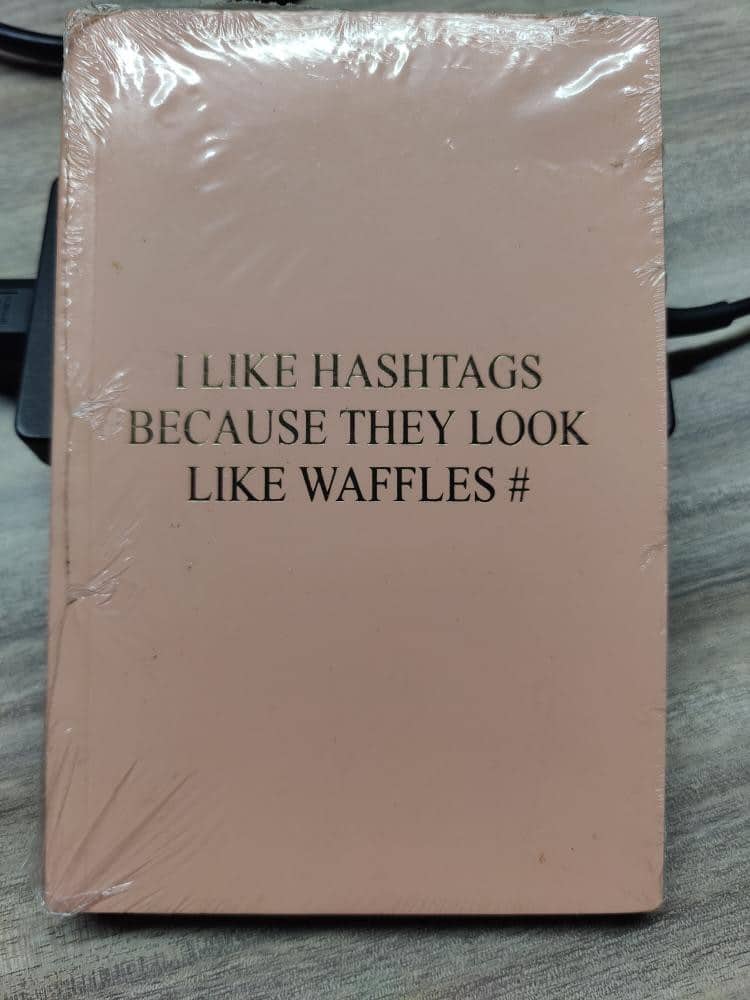 I LIKE HASHTAGS
BECAUSE THEY LOOK
LIKE WAFFLES #